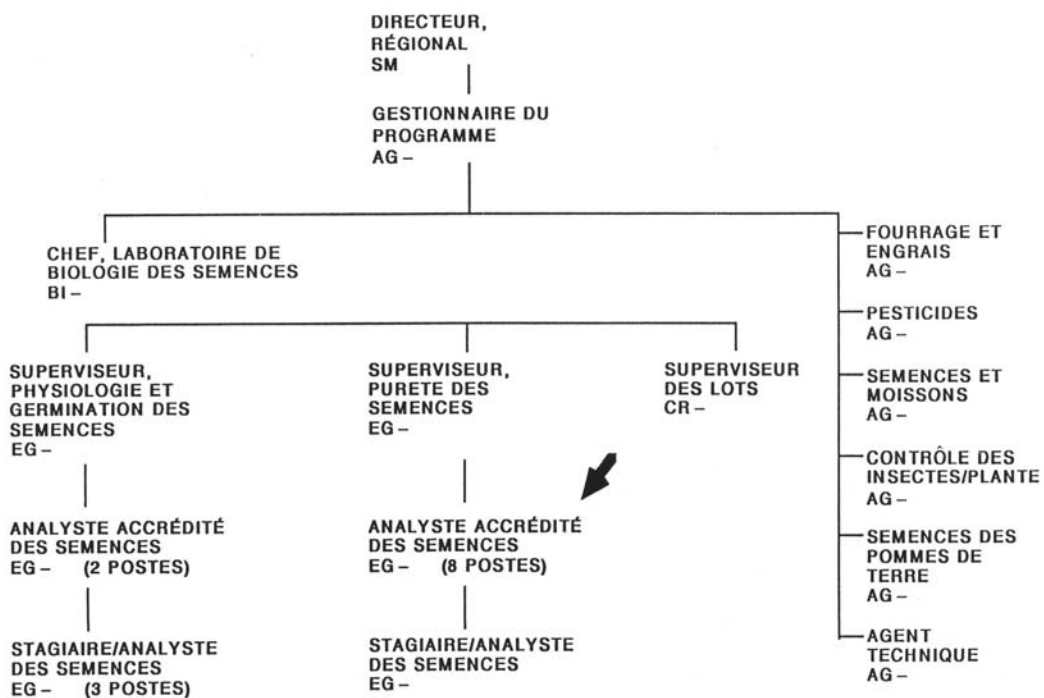 DIRECTEUR,
RÉGIONAL
SM
GESTIONNAIRE DU
PROGRAMME
AG –
CHEF, LABORATOIRE DE
BIOLOGIE DES SEMENCES
BI –
SUPERVISEUR,
PHYSIOLOGIE ET
GERMINATION DES
SEMENCES
EG –
SUPERVISEUR,
PURETE DES
SEMENCES
EG –
SUPERVISEUR
DES LOTS
CR –
ANALYSTE ACCRÉDITÉ
DES SEMENCES
EG – (2 POSTES)
ANALYSTE ACCRÉDITÉ
DES SEMENCES
EG – (8 POSTES)
STAGIAIRE/ANALYSTE
DES SEMENCES
EG – (3 POSTES)
STAGIAIRE/ANALYSTE
DES SEMENCES
EG –
FOURRAGE ET
ENGRAIS
AG –
PESTICIDES
AG –
SEMENCES ET
MOISSONS
AG –
CONTRÔLE DES
INSECTES/PLANTE
AG –
SEMENCES DES
POMMES DE
TERRE
AG –
AGENT
TECHNIQUE
AG –